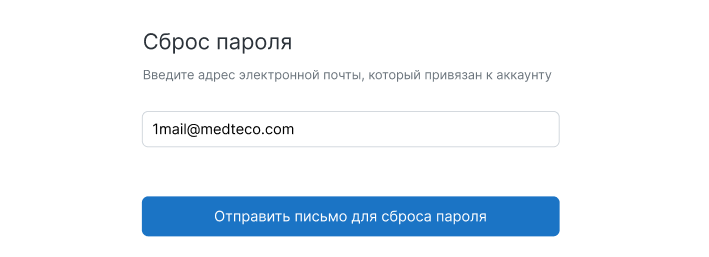 Сброс пароля
Введите адрес электронной почты, который привязан к аккаунту
1mail@medteco.com
Отправить письмо для сброса пароля